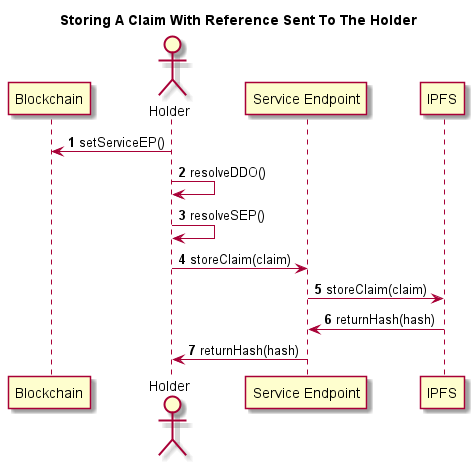 Storing A Claim With Reference Sent To The Holder
Blockchain
Holder
Service Endpoint
IPFS
1 setServiceEP()
2 resolveDDO()
3 resolveSEP()
4 storeClaim(claim)
5 storeClaim(claim)
6 returnHash(hash)
7 returnHash(hash)
Blockchain
Holder
Service Endpoint
IPFS